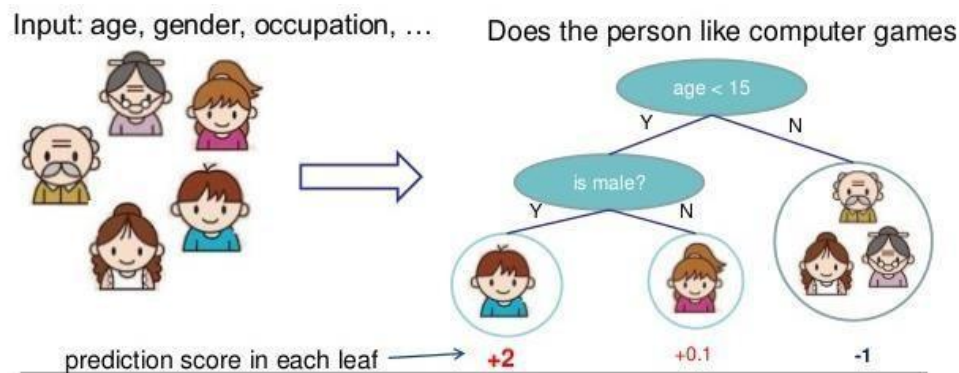 Input: age, gender, occupation, …
Does the person like computer games
age < 15
Y
N
is male?
Y
N
prediction score in each leaf
+2
+0.1
-1